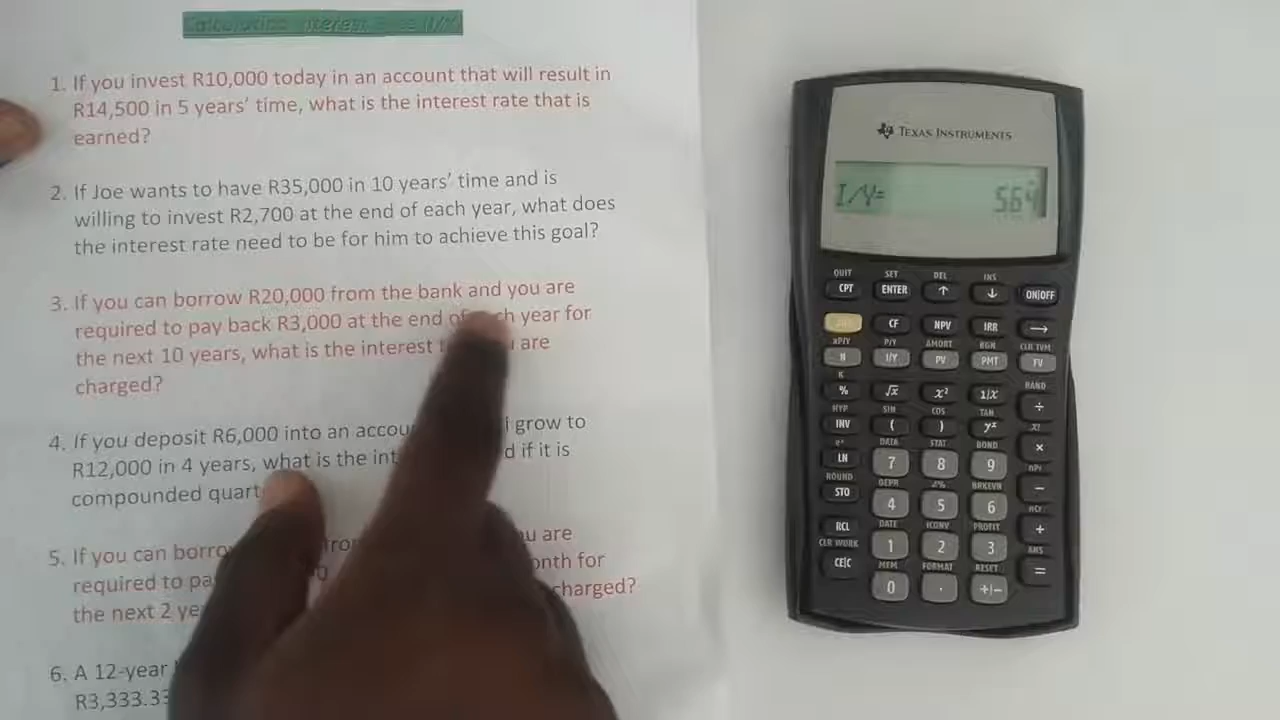 Calculating Interest Rate (I/Y)
1. If you invest R10,000 today in an account that will result in
R14,500 in 5 years' time, what is the interest rate that is
earned?
2. If Joe wants to have R35,000 in 10 years' time and is
willing to invest R2,700 at the end of each year, what does
the interest rate need to be for him to achieve this goal?
3. If you can borrow R20,000 from the bank and you are
required to pay back R3,000 at the end of year for
the next 10 years, what is the interest are
charged?
4. If you deposit R6,000 into an grow to
R12,000 in 4 years, what is the if it is
compounded
5. If you can are
required to for
the next 2 charged?
6. A 12-year
TEXAS INSTRUMENTS
I/Y=
QUIT SET DEL INS
CPT ENTER ↑ ↓ ON|OFF
CF NPV IRR →
xP/Y P/Y AMORT BGN CLR TVM
N I/Y PV PMT FV
K RAND
% √x x² 1/x ÷
HYP SIN COS TAN x!
INV ( ) yˣ ×
eˣ DATA STAT BOND nPr
LN 7 8 9 −
ROUND DEPR Δ% BRKEVN nCr
STO 4 5 6 +
DATE ICONV PROFIT ANS
RCL 1 2 3 =
CLR WORK MEM FORMAT RESET
CE|C 0 . +|−